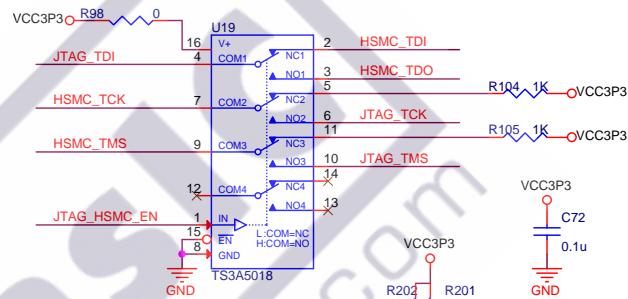 VCC3P3 R98 0
U19
16 V+
JTAG_TDI 4 COM1 NC1 2 HSMC_TDI
NO1 3 HSMC_TDO
HSMC_TCK 7 COM2 NC2 5 R104 1K VCC3P3
NO2 6 JTAG_TCK
HSMC_TMS 9 COM3 NC3 11 R105 1K VCC3P3
NO3 10 JTAG_TMS
12 COM4 NC4 14
NO4 13
JTAG_HSMC_EN 1 IN
15 EN
8 GND
L:COM=NC
H:COM=NO
TS3A5018
GND
VCC3P3
C72
0.1u
GND
VCC3P3
R202 R201